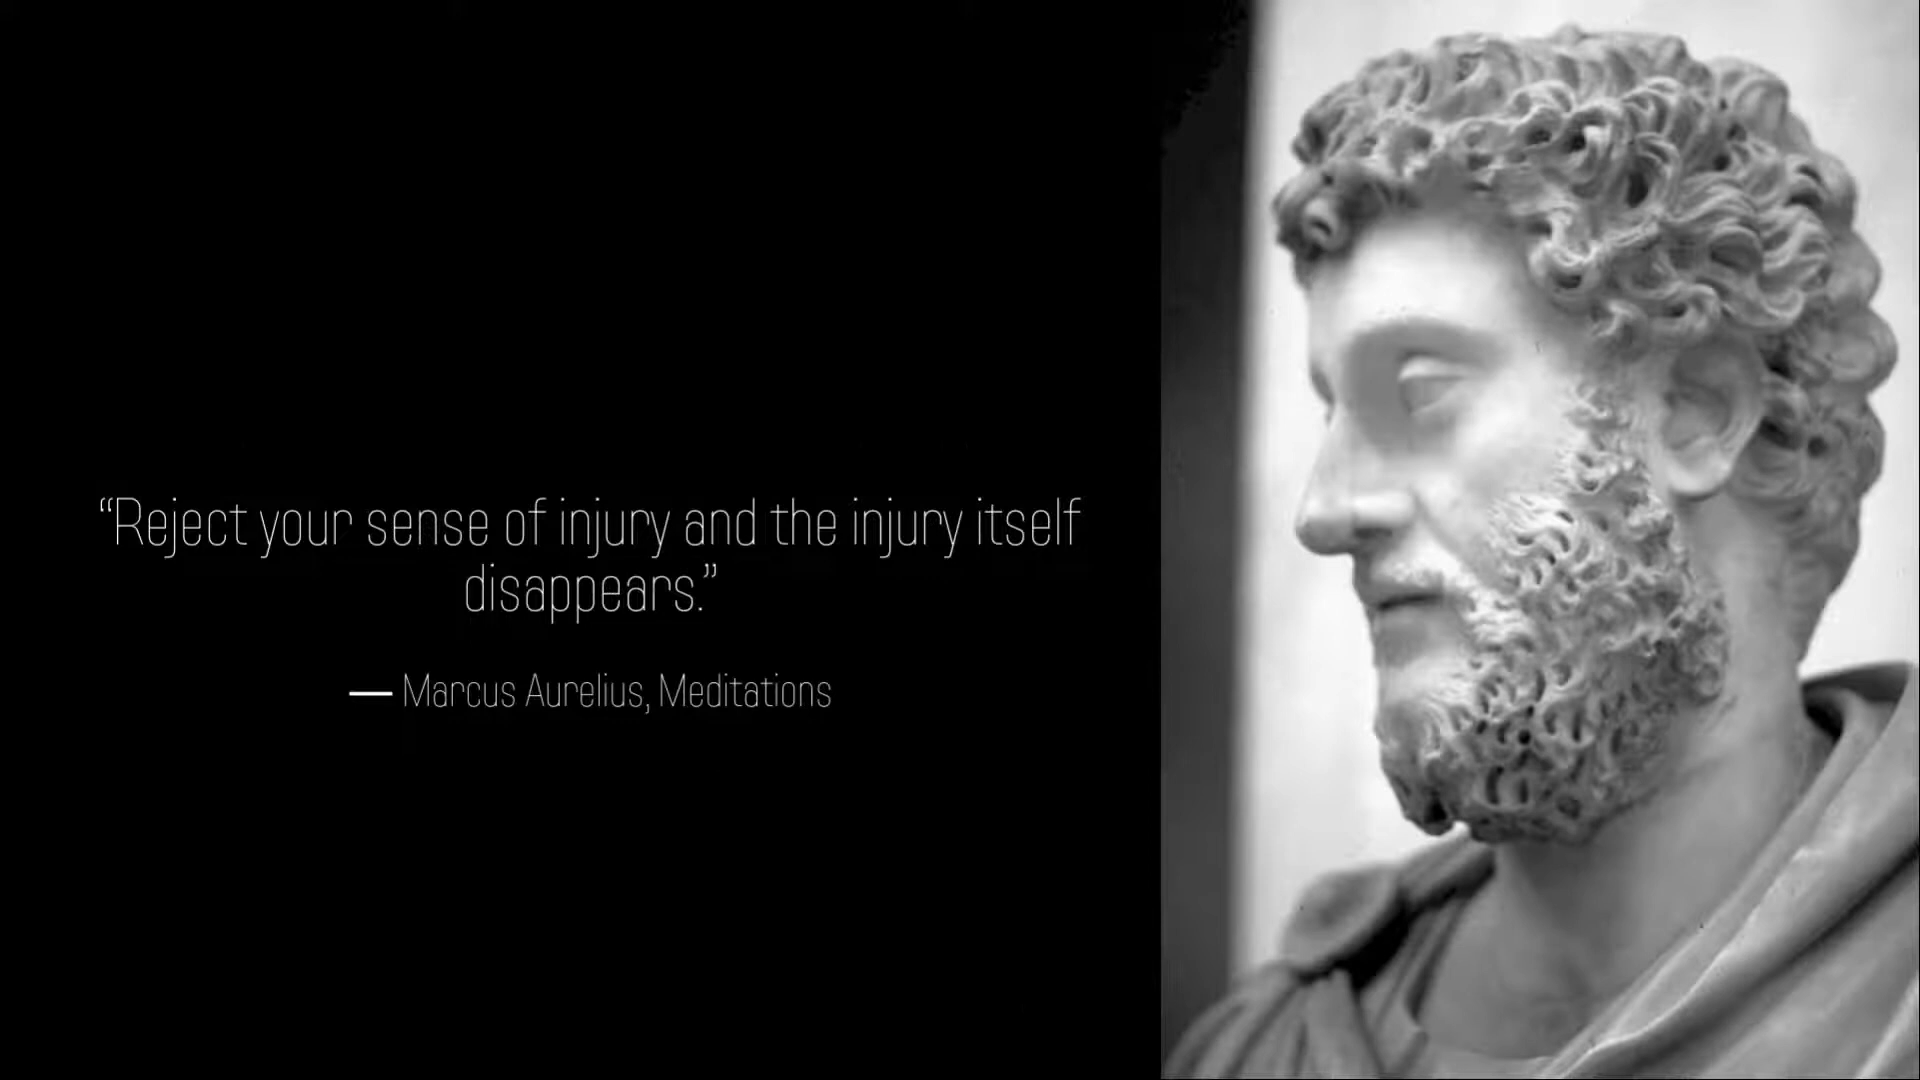 “Reject your sense of injury and the injury itself
disappears.”
— Marcus Aurelius, Meditations